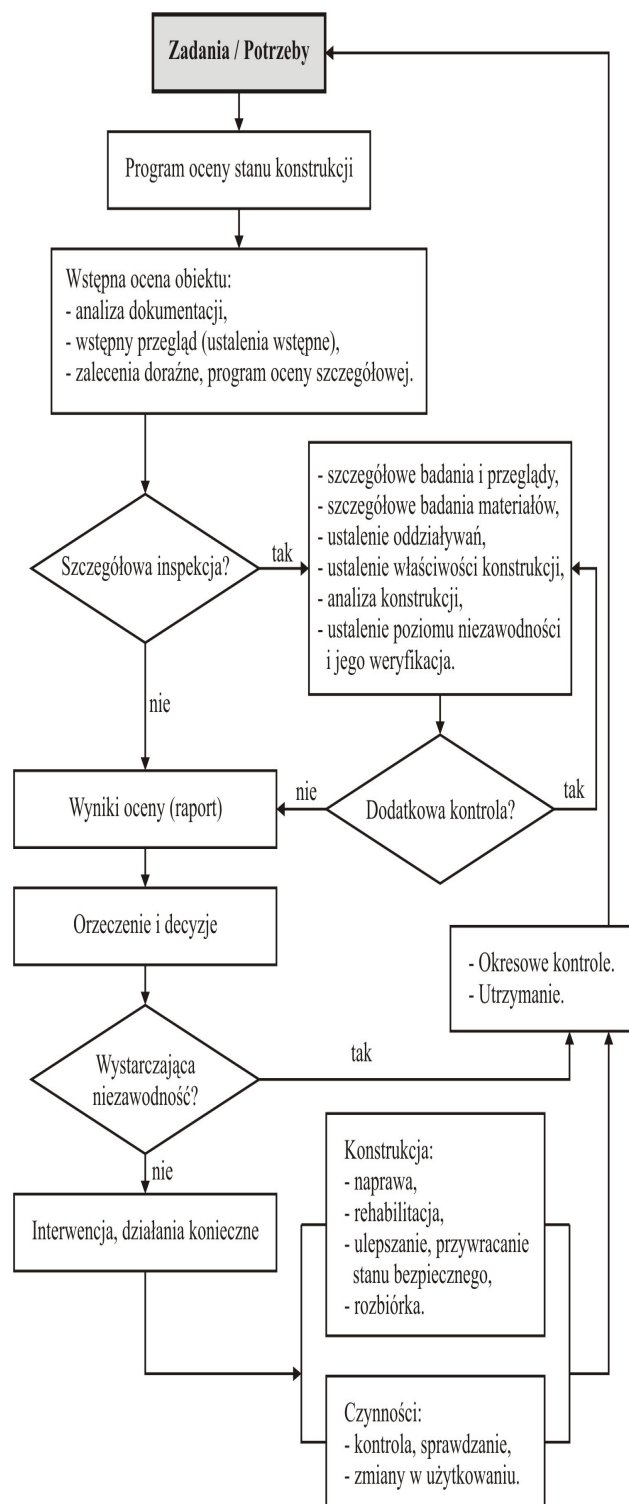 Zadania / Potrzeby
Program oceny stanu konstrukcji
Wstępna ocena obiektu:
- analiza dokumentacji,
- wstępny przegląd (ustalenia wstępne),
- zalecenia doraźne, program oceny szczegółowej.
Szczegółowa inspekcja?
tak
- szczegółowe badania i przeglądy,
- szczegółowe badania materiałów,
- ustalenie oddziaływań,
- ustalenie właściwości konstrukcji,
- analiza konstrukcji,
- ustalenie poziomu niezawodności
i jego weryfikacja.
nie
Wyniki oceny (raport)
nie
Dodatkowa kontrola?
tak
Orzeczenie i decyzje
- Okresowe kontrole.
- Utrzymanie.
Wystarczająca
niezawodność?
tak
nie
Interwencja, działania konieczne
Konstrukcja:
- naprawa,
- rehabilitacja,
- ulepszanie, przywracanie
stanu bezpiecznego,
- rozbiórka.
Czynności:
- kontrola, sprawdzanie,
- zmiany w użytkowaniu.